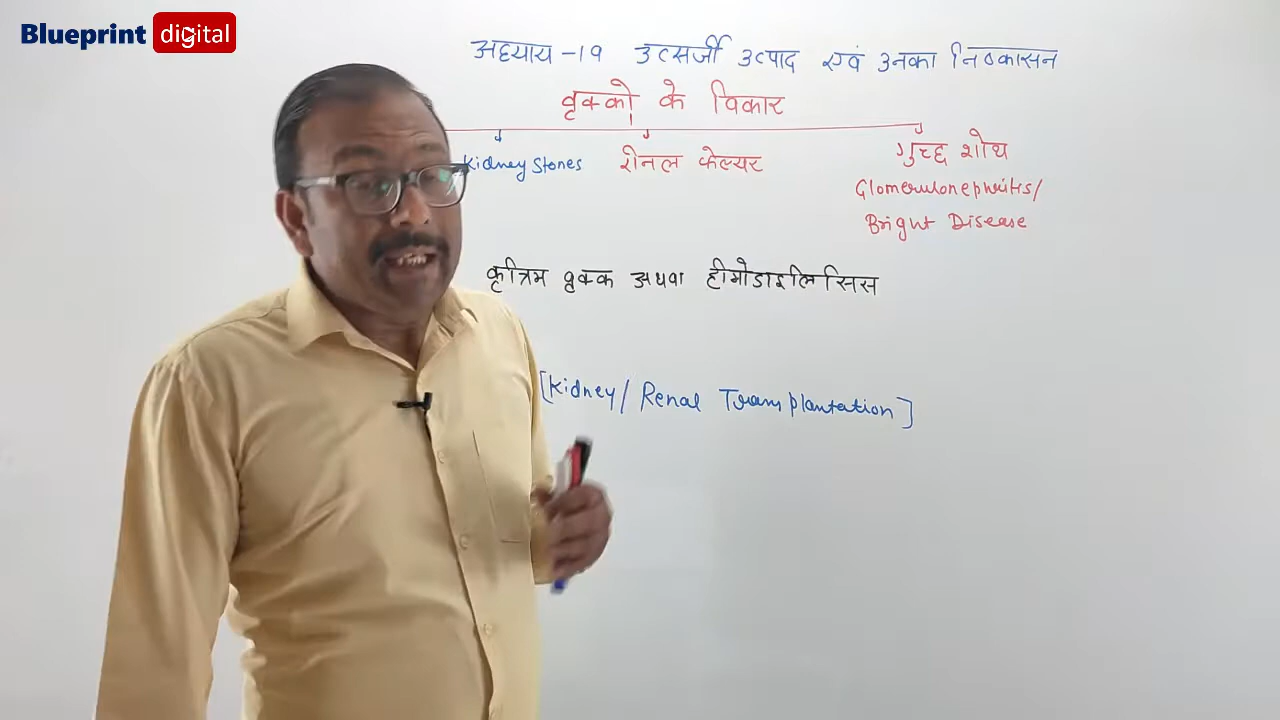 Blueprint digital
अध्याय -19 उत्सर्जी उत्पाद एवं उनका निष्कासन
वृक्को के विकार
Kidney Stones रीनल फेल्यर गुच्छ शोथ
Glomerulonephritis/
Bright Disease
कृत्रिम वृक्क अथवा हीमोडाइलिसिस
[Kidney/Renal Transplantation]